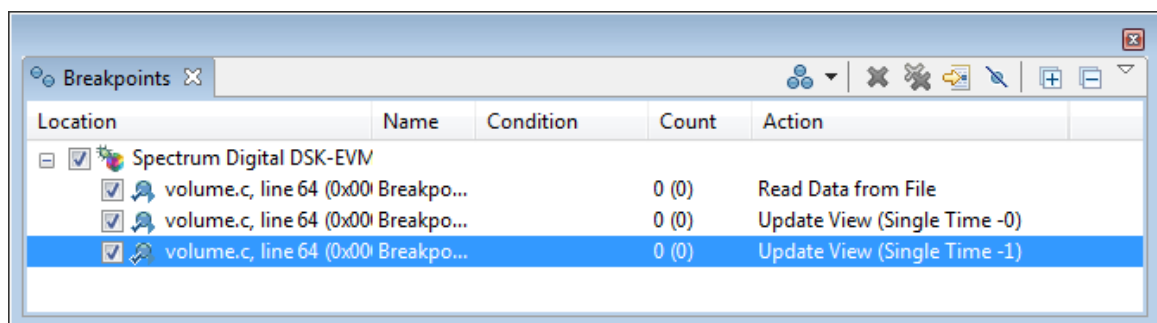 Breakpoints
Location Name Condition Count Action
Spectrum Digital DSK-EVM
volume.c, line 64 (0x00 Breakpo... 0 (0) Read Data from File
volume.c, line 64 (0x00 Breakpo... 0 (0) Update View (Single Time -0)
volume.c, line 64 (0x00 Breakpo... 0 (0) Update View (Single Time -1)